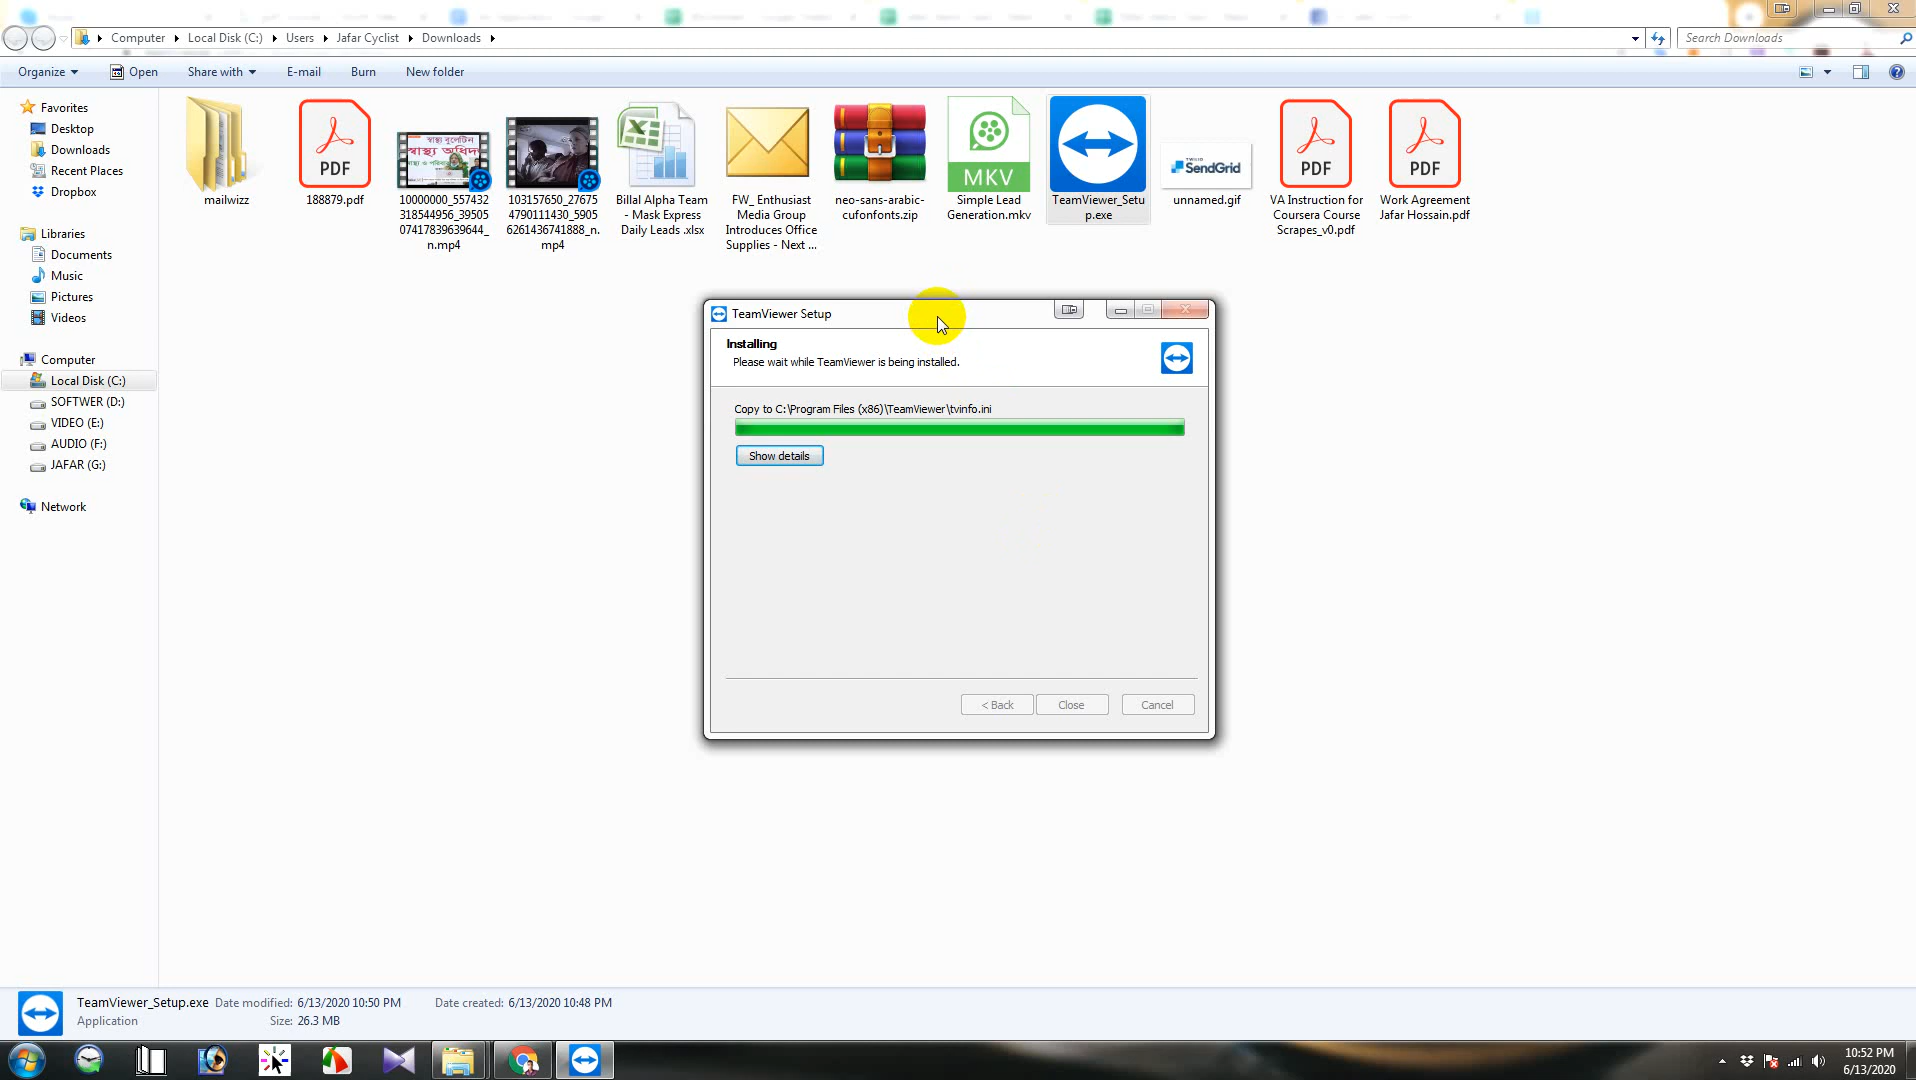 Computer
Local Disk (C:)
Users
Jafar Cyclist
Downloads
Search Downloads
Organize
Open
Share with
E-mail
Burn
New folder
Favorites
Desktop
Downloads
Recent Places
Dropbox
Libraries
Documents
Music
Pictures
Videos
Computer
Local Disk (C:)
SOFTWER (D:)
VIDEO (E:)
AUDIO (F:)
JAFAR (G:)
Network
mailwizz
PDF
188879.pdf
স্বাস্থ্য বুলেটিন
10000000_557432
318544956_39505
07417839639644_
n.mp4
103157650_27675
4790111430_5905
6261436741888_n.
mp4
Billal Alpha Team
- Mask Express
Daily Leads .xlsx
FW_ Enthusiast
Media Group
Introduces Office
Supplies - Next ...
neo-sans-arabic-
cufonfonts.zip
MKV
Simple Lead
Generation.mkv
TeamViewer_Setu
p.exe
TWILIO
SendGrid
unnamed.gif
PDF
VA Instruction for
Coursera Course
Scrapes_v0.pdf
PDF
Work Agreement
Jafar Hossain.pdf
TeamViewer Setup
Installing
Please wait while TeamViewer is being installed.
Copy to C:\Program Files (x86)\TeamViewer\tvinfo.ini
Show details
< Back
Close
Cancel
TeamViewer_Setup.exe
Date modified: 6/13/2020 10:50 PM
Date created: 6/13/2020 10:48 PM
Application
Size: 26.3 MB
10:52 PM
6/13/2020